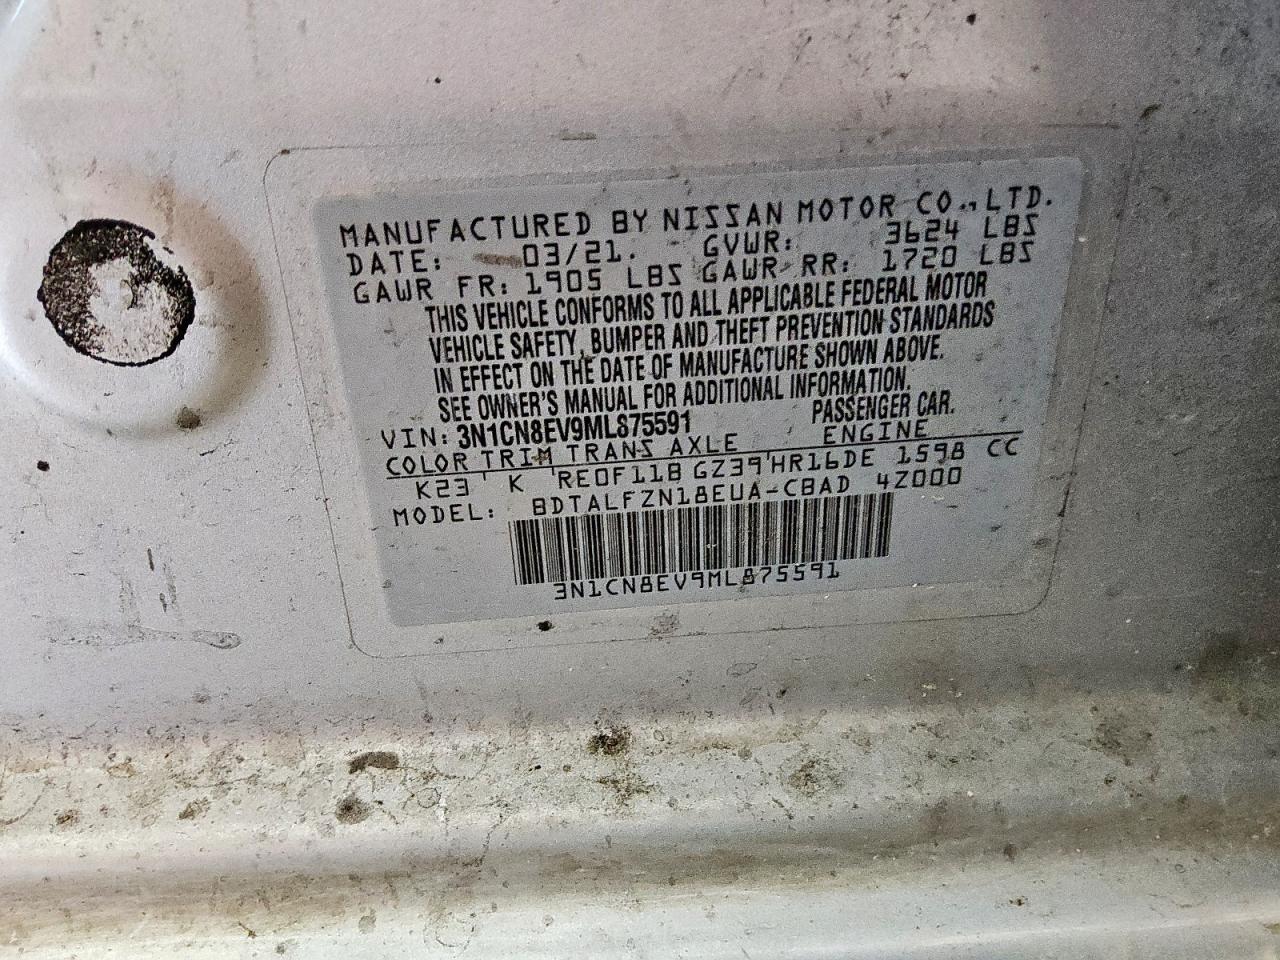 MANUFACTURED BY NISSAN MOTOR CO., LTD.
DATE: 03/21. GVWR: 3624 LBS
GAWR FR: 1905 LBS GAWR RR: 1720 LBS
THIS VEHICLE CONFORMS TO ALL APPLICABLE FEDERAL MOTOR
VEHICLE SAFETY, BUMPER AND THEFT PREVENTION STANDARDS
IN EFFECT ON THE DATE OF MANUFACTURE SHOWN ABOVE.
SEE OWNER'S MANUAL FOR ADDITIONAL INFORMATION.
VIN: 3N1CN8EV9ML875591 PASSENGER CAR.
COLOR TRIM TRANS AXLE ENGINE
K23 K RE0F11B GZ39 HR16DE 1598 CC
MODEL: BDTALFZN18EUA-CBAD 4Z000
3N1CN8EV9ML875591